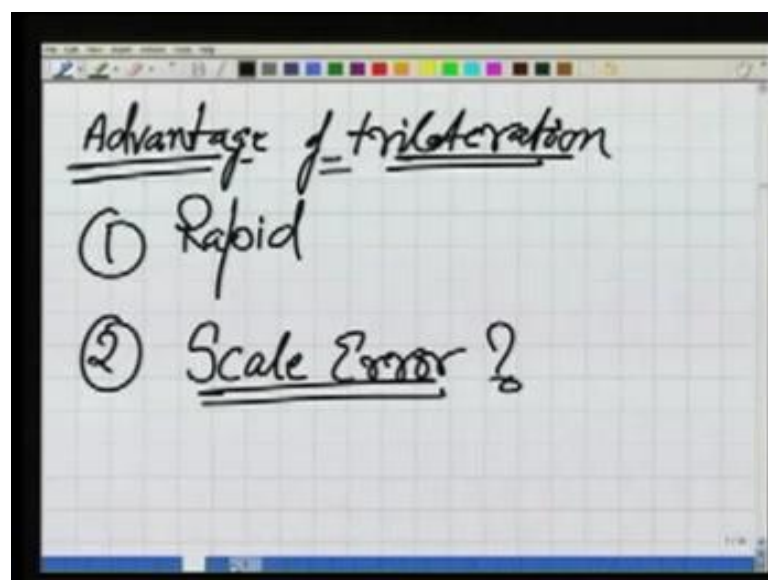 Advantage of trilateration
① Rapid
② Scale Error ?